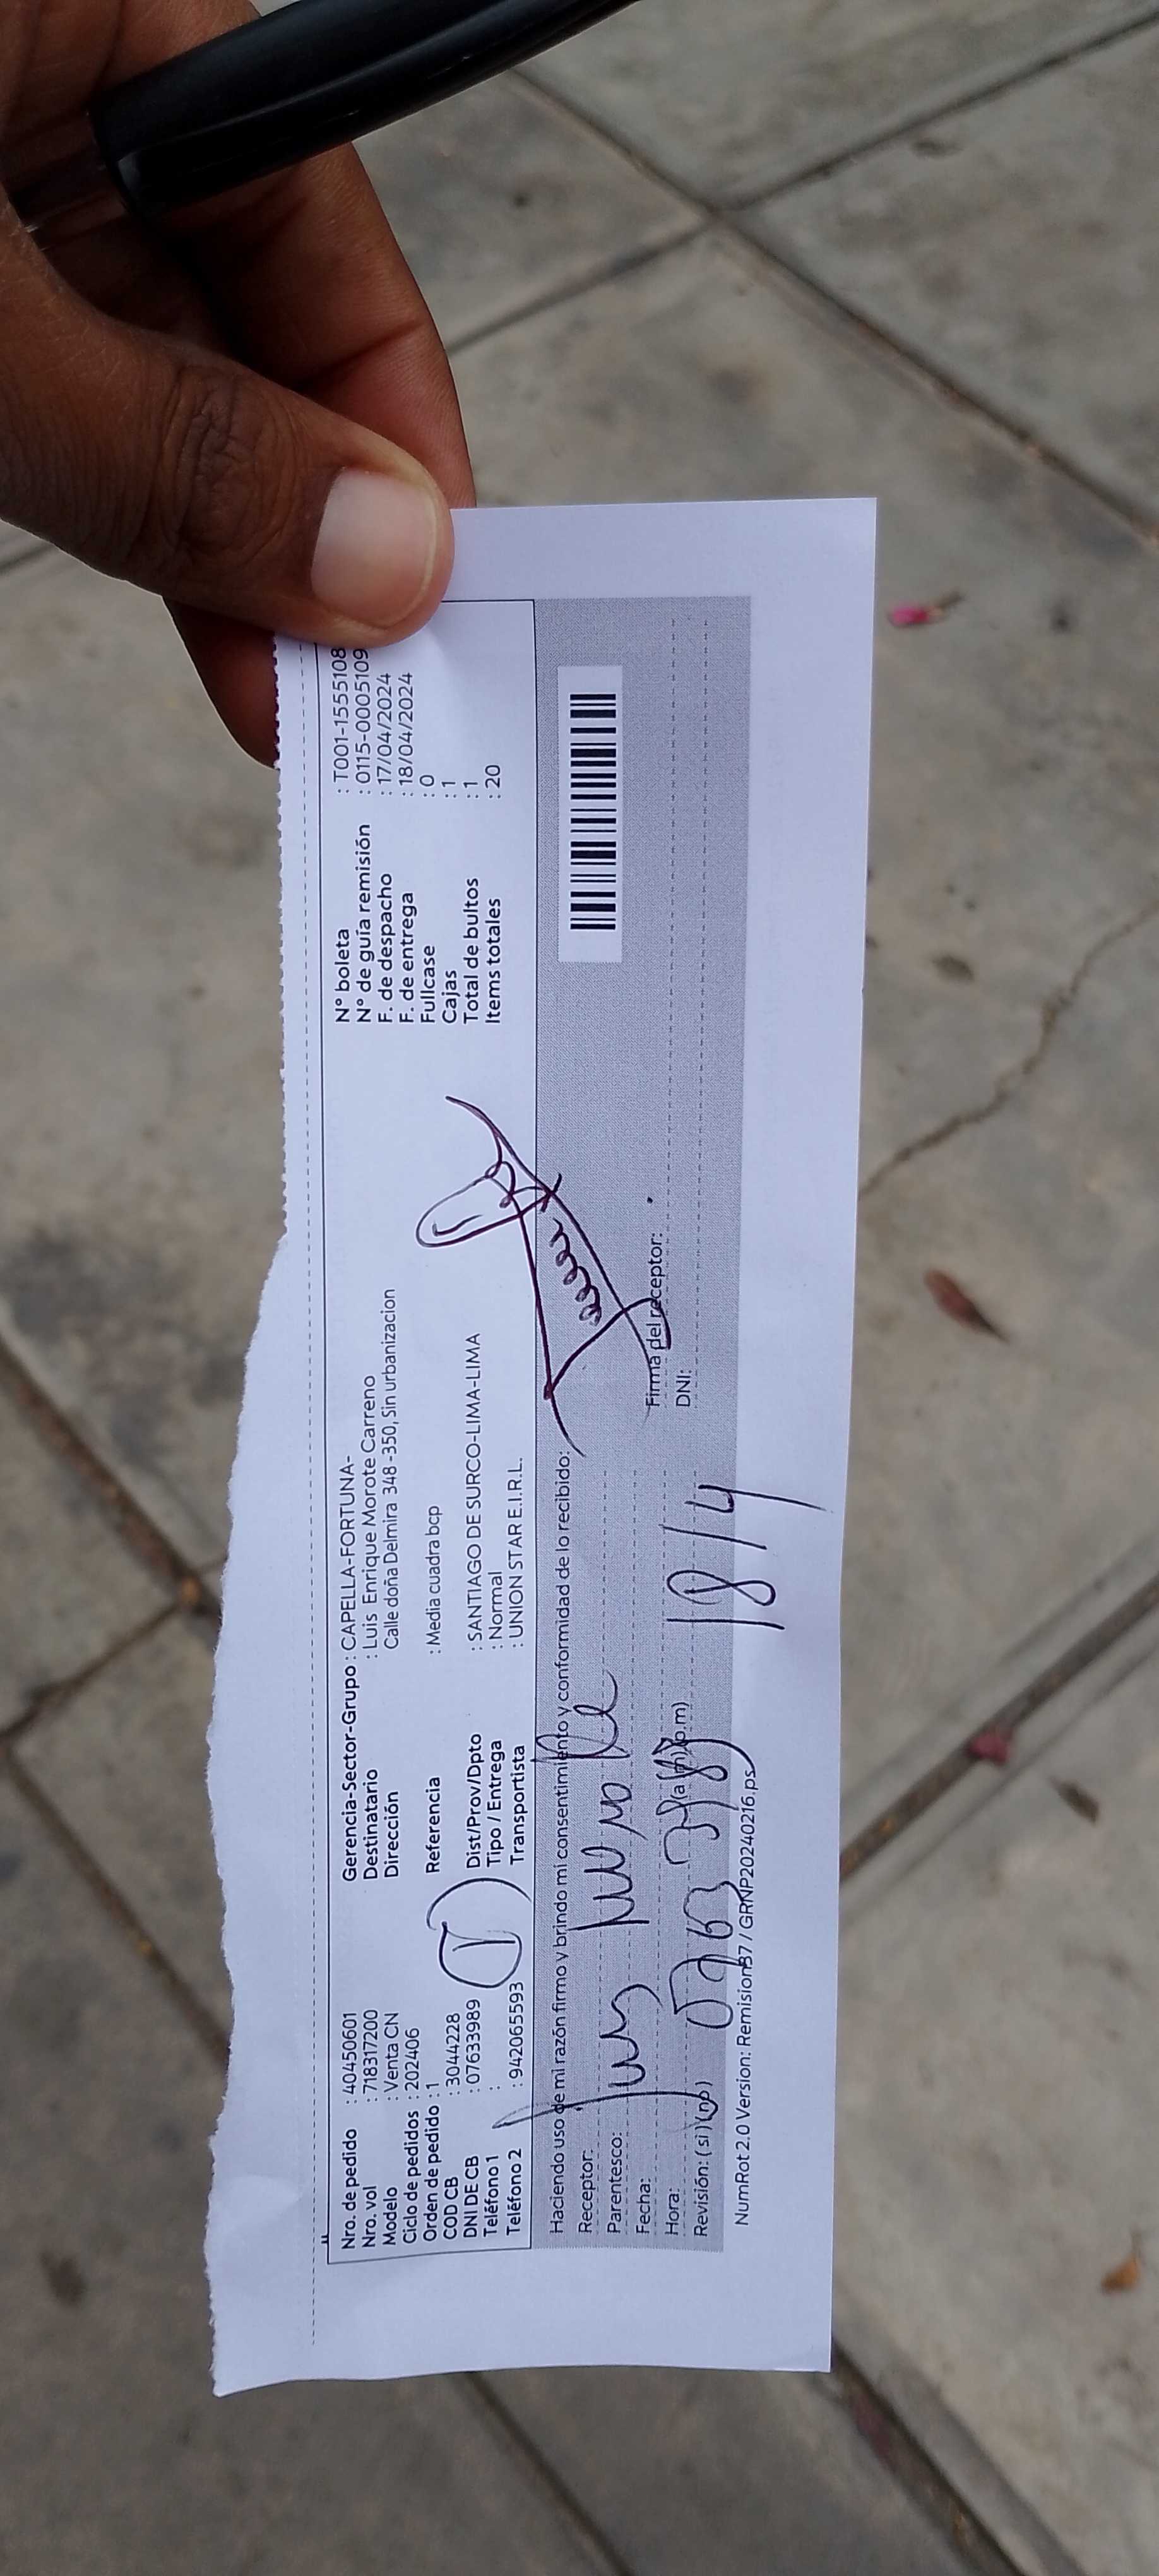 Nro. de pedido : 40450601
Nro. vol : 718317200
Modelo : Venta CN
Ciclo de pedidos : 202406
Orden de pedido : 1
COD CB : 3044228
DNI DE CB : 07633989
Teléfono 1 :
Teléfono 2 : 942065593
1
Gerencia-Sector-Grupo : CAPELLA-FORTUNA-
Destinatario : Luis Enrique Morote Carreno
Dirección Calle doña Delmira 348 -350, Sin urbanizacion
Referencia : Media cuadra bcp
Dist/Prov/Dpto : SANTIAGO DE SURCO-LIMA-LIMA
Tipo / Entrega : Normal
Transportista : UNION STAR E.I.R.L.
N° boleta : T001-1555108
N° de guía remisión : 0115-0005109
F. de despacho : 17/04/2024
F. de entrega : 18/04/2024
Fullcase : 0
Cajas : 1
Total de bultos : 1
Items totales : 20
Haciendo uso de mi razón firmo y brindo mi consentimiento y conformidad de lo recibido:
Receptor:
Parentesco:
Fecha:
Hora: (a.m) (p.m)
Revisión: ( si ) (no)
18/4
Firma del receptor:
DNI:
NumRot 2.0 Version: Remision37 / GRNP20240216.ps